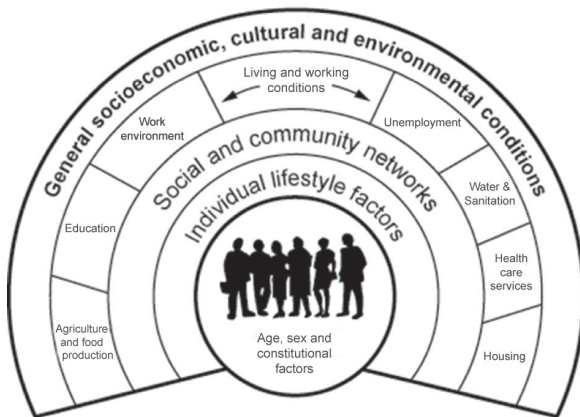 General socioeconomic, cultural and environmental conditions
Living and working
conditions
Work
environment
Unemployment
Education
Water &
Sanitation
Agriculture
and food
production
Health
care
services
Housing
Social and community networks
Individual lifestyle factors
Age, sex and
constitutional
factors